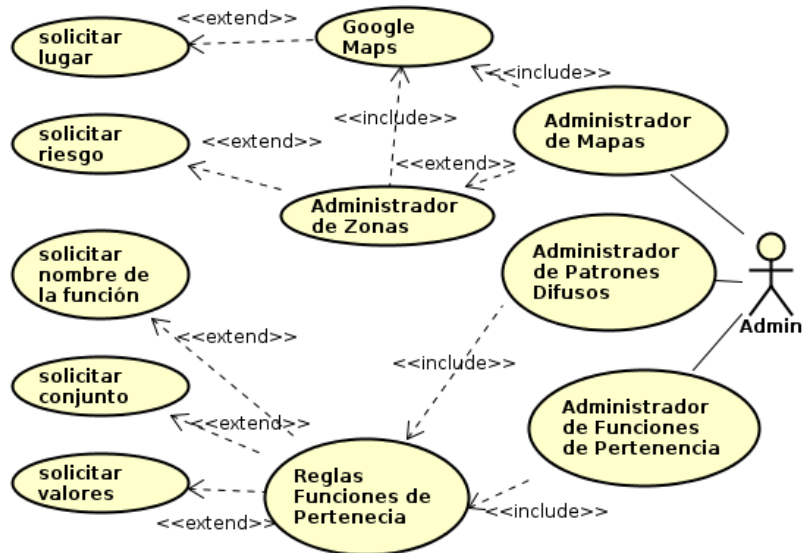 <<extend>>
Google
Maps
solicitar
lugar
<<include>>
Administrador
de Mapas
<<include>>
solicitar
riesgo
<<extend>>
<<extend>>
Administrador
de Zonas
solicitar
nombre de
la función
Administrador
de Patrones
Difusos
Admin
<<extend>>
<<include>>
solicitar
conjunto
<<extend>>
Administrador
de Funciones
de Pertenencia
solicitar
valores
Reglas
Funciones de
Pertenecia
<<extend>>
<<include>>